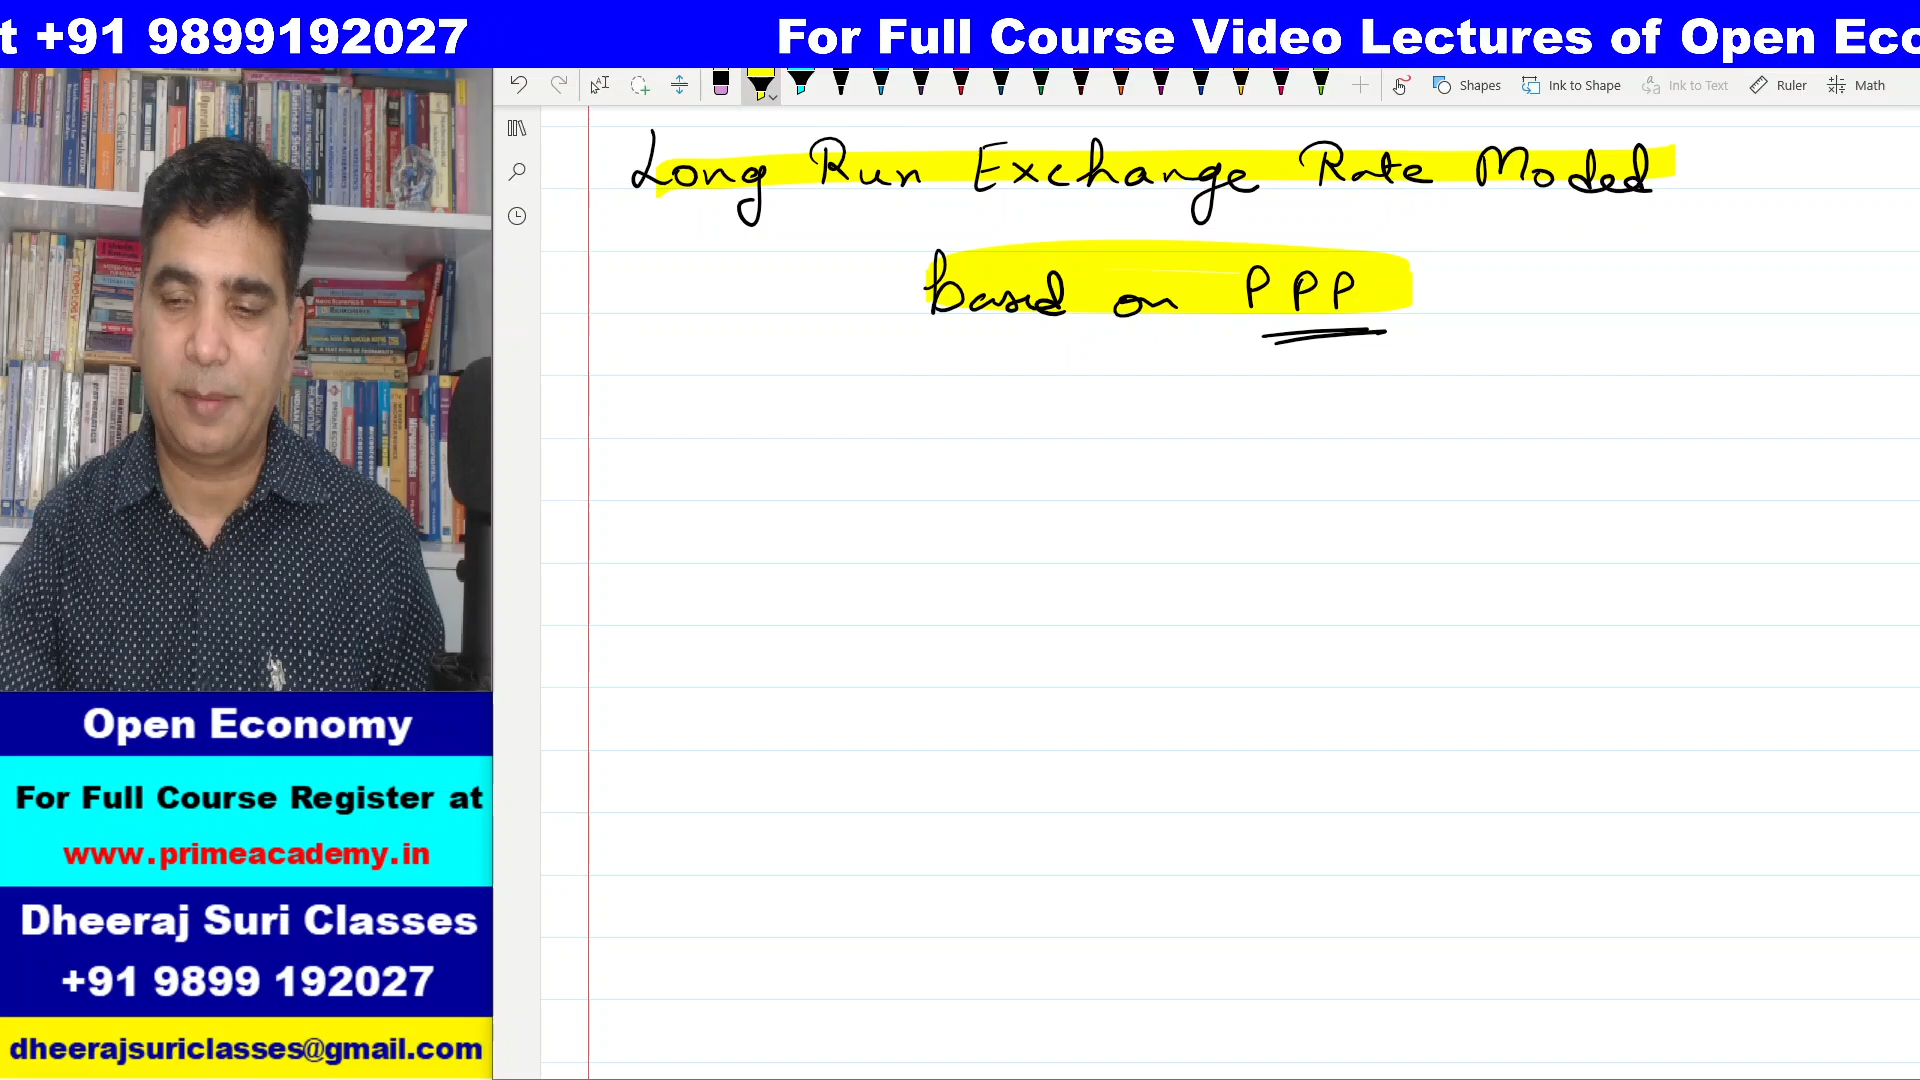 t +91 9899192027 For Full Course Video Lectures of Open Eco
Shapes Ink to Shape Ink to Text Ruler Math
Long Run Exchange Rate Moded
based on PPP
Open Economy
For Full Course Register at
www.primeacademy.in
Dheeraj Suri Classes
+91 9899 192027
dheerajsuriclasses@gmail.com